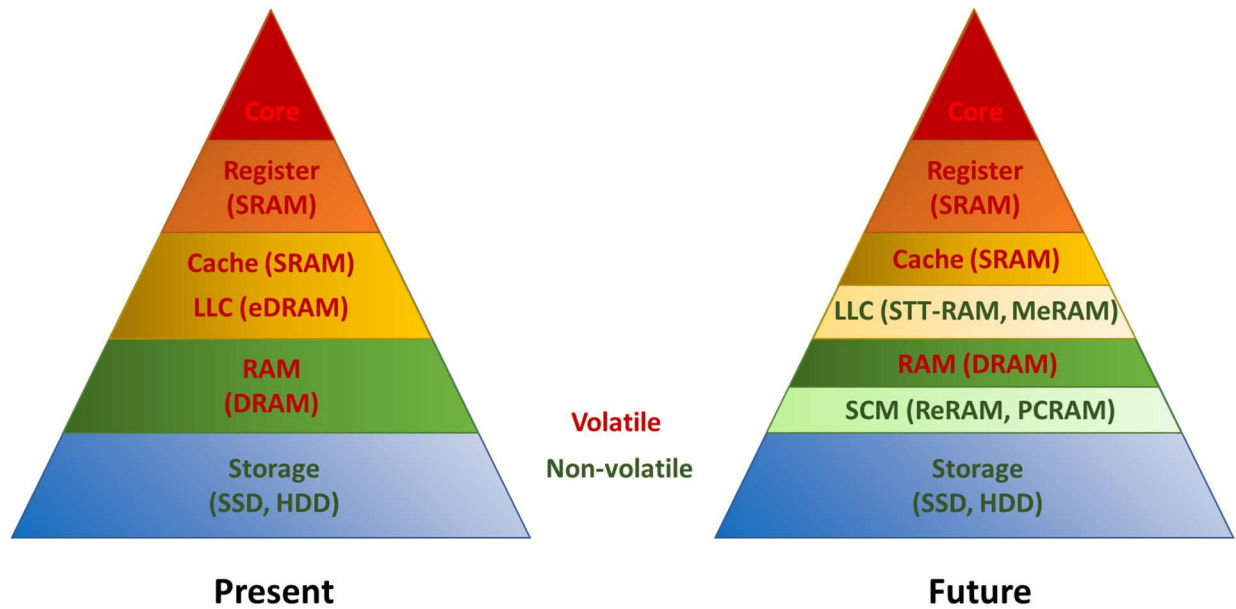 Core
Register
(SRAM)
Cache (SRAM)
LLC (eDRAM)
RAM
(DRAM)
Storage
(SSD, HDD)
Present
Volatile
Non-volatile
Core
Register
(SRAM)
Cache (SRAM)
LLC (STT-RAM, MeRAM)
RAM (DRAM)
SCM (ReRAM, PCRAM)
Storage
(SSD, HDD)
Future